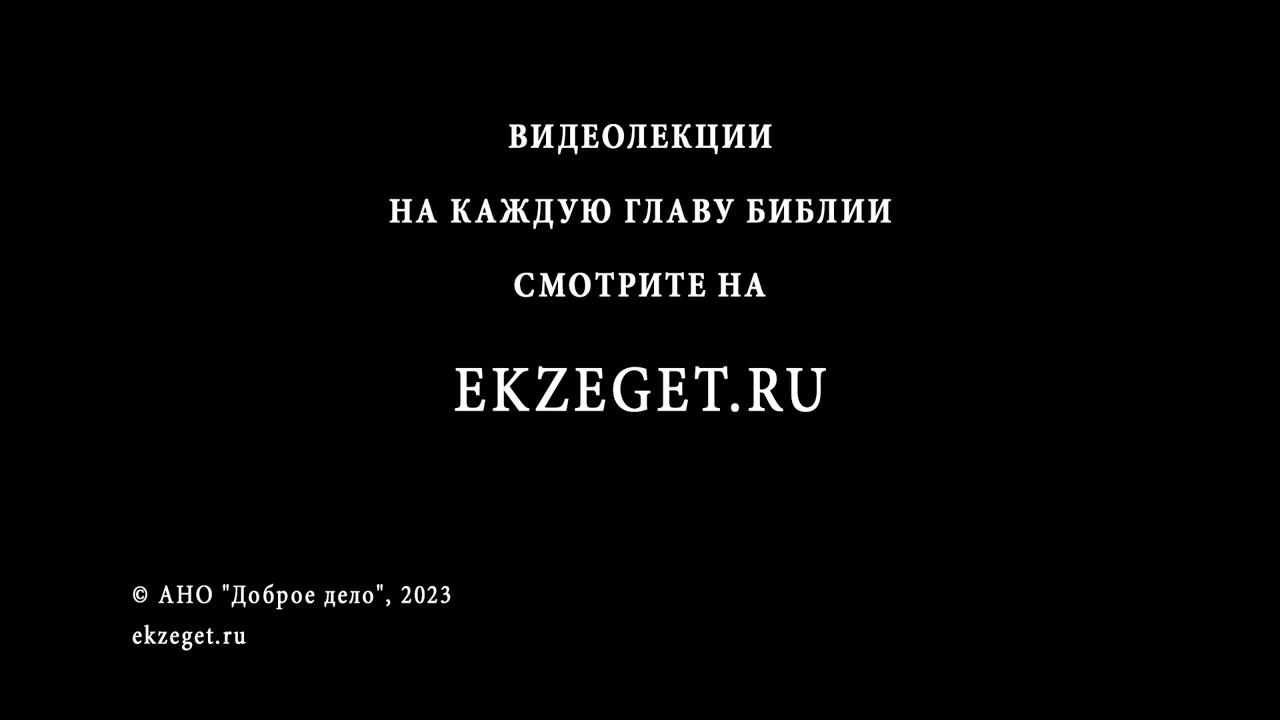 ВИДЕОЛЕКЦИИ
НА КАЖДУЮ ГЛАВУ БИБЛИИ
СМОТРИТЕ НА
EKZEGET.RU
© АНО "Доброе дело", 2023
ekzeget.ru